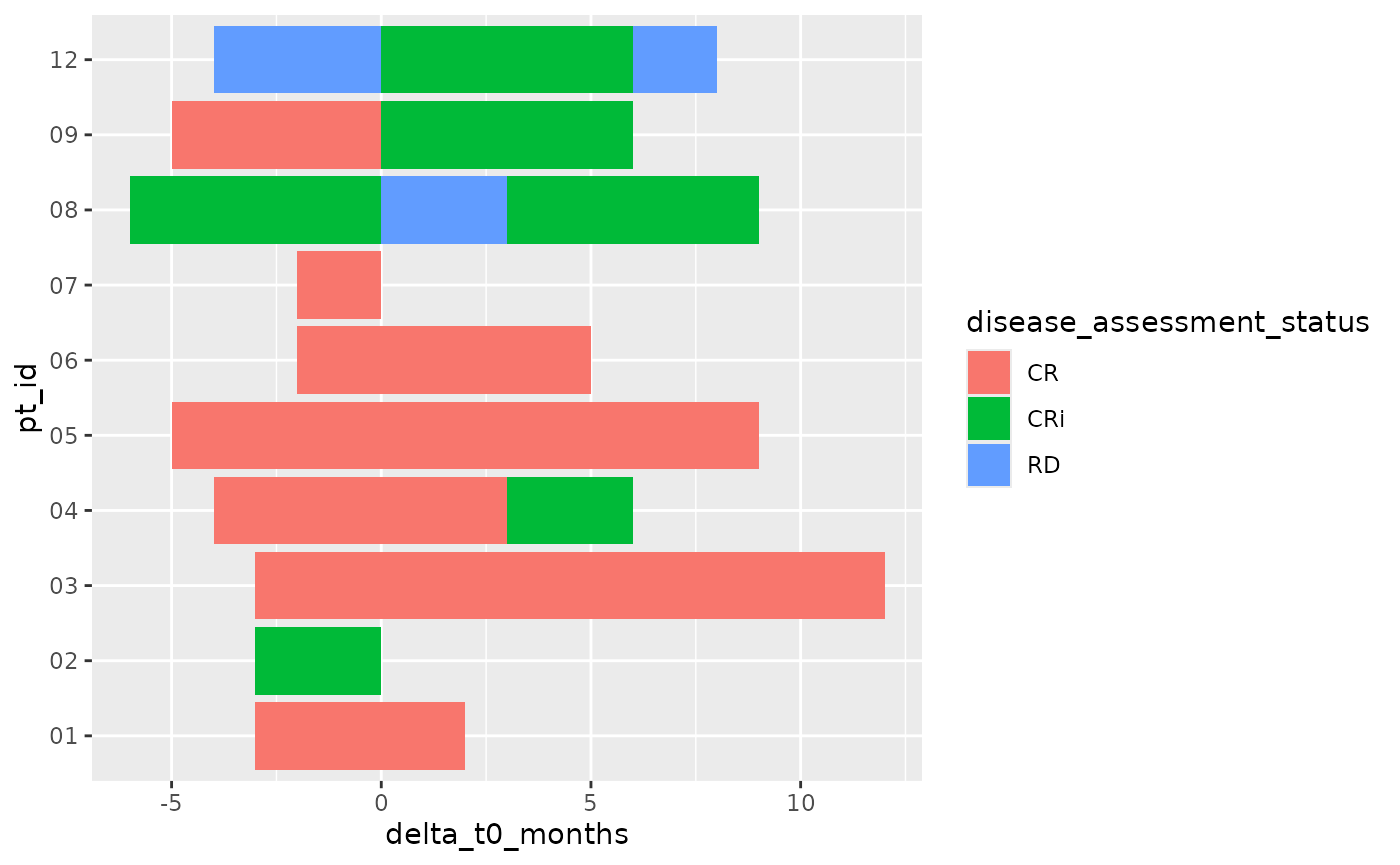 12
09
08
07
06
05
04
03
02
01
pt_id
-5 0 5 10
delta_t0_months
disease_assessment_status
CR
CRi
RD